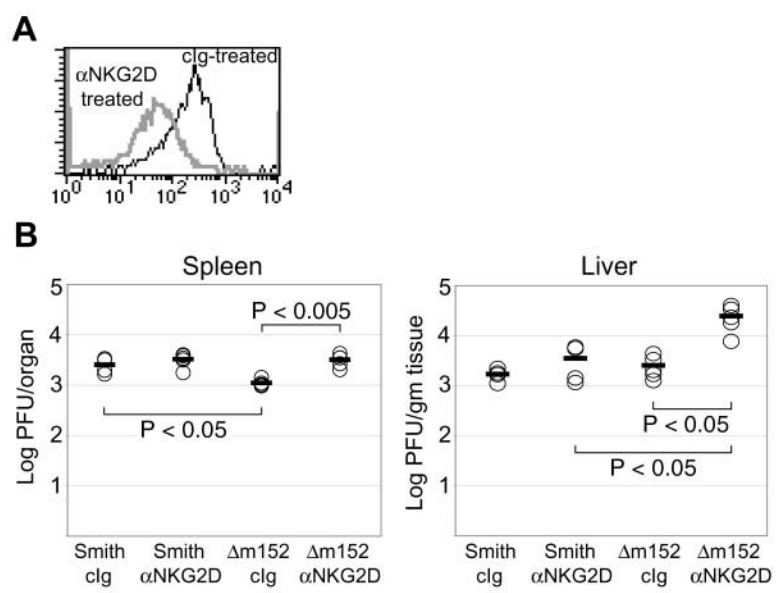 A
cIg-treated
αNKG2D
treated
10⁰ 10¹ 10² 10³ 10⁴
B
Spleen
5
4
3
2
1
Log PFU/organ
P < 0.005
P < 0.05
Smith
cIg
Smith
αNKG2D
Δm152
cIg
Δm152
αNKG2D
Liver
5
4
3
2
1
Log PFU/gm tissue
P < 0.05
P < 0.05
Smith
cIg
Smith
αNKG2D
Δm152
cIg
Δm152
αNKG2D